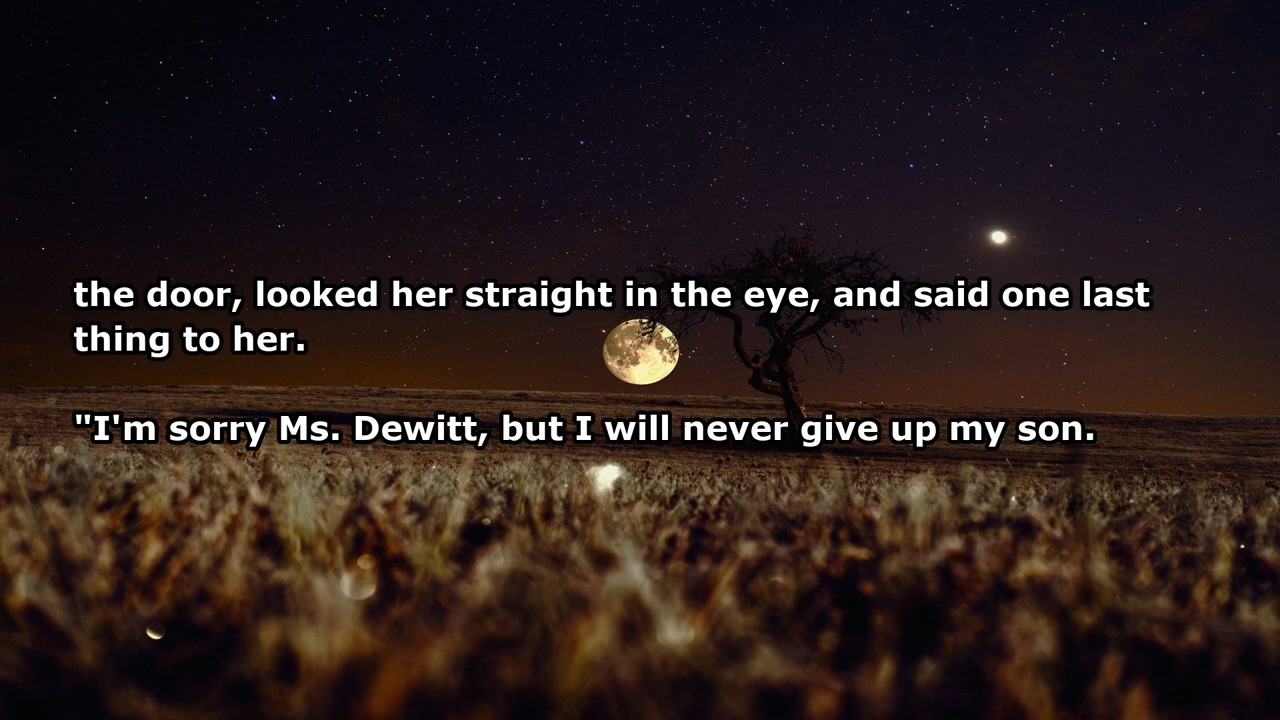 the door, looked her straight in the eye, and said one last
thing to her.
"I'm sorry Ms. Dewitt, but I will never give up my son.